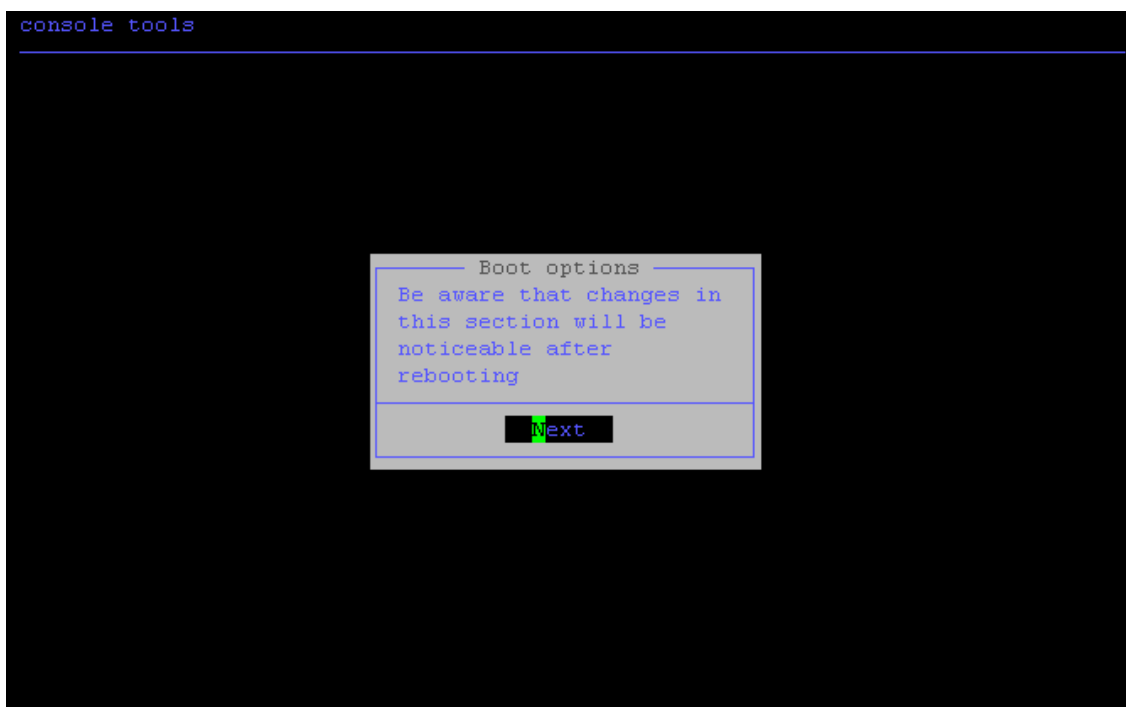 console tools
Boot options
Be aware that changes in
this section will be
noticeable after
rebooting
Next